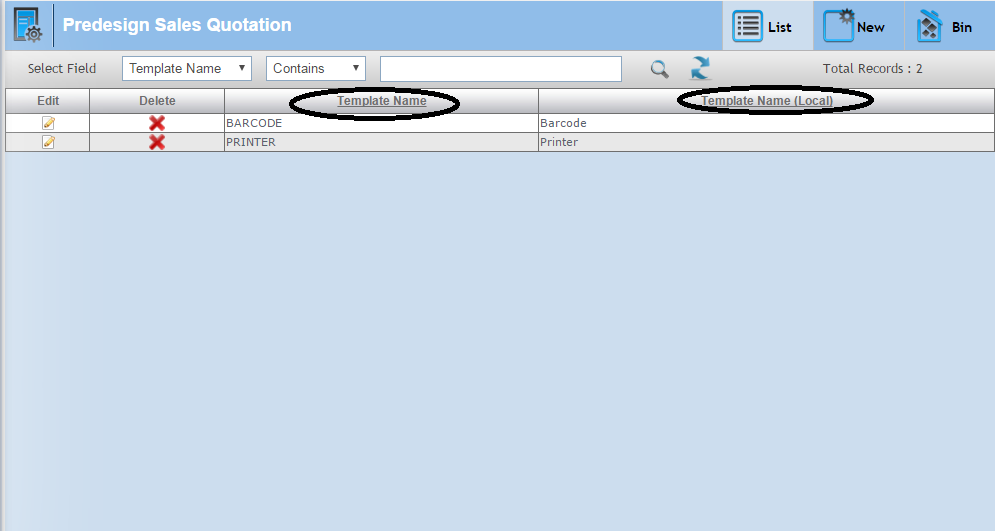 Predesign Sales Quotation
List
New
Bin
Select Field
Template Name
Contains
Total Records : 2
Edit Delete Template Name Template Name (Local)
BARCODE Barcode
PRINTER Printer